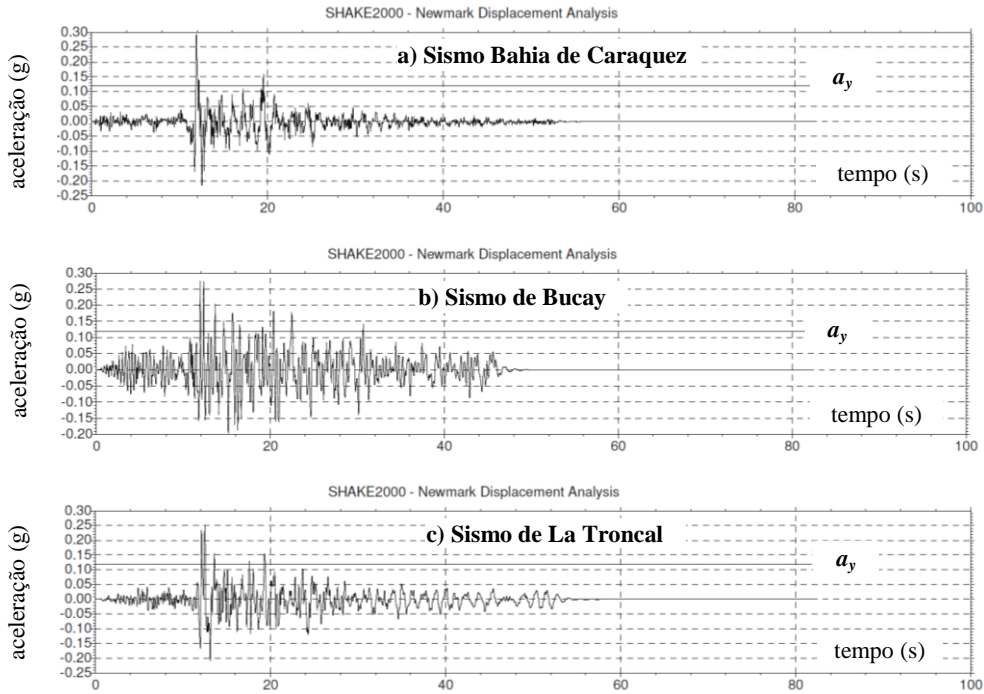 SHAKE2000 - Newmark Displacement Analysis
aceleração (g)
0.30
0.25
0.20
0.15
0.10
0.05
0.00
-0.05
-0.10
-0.15
-0.20
-0.25
a) Sismo Bahia de Caraquez
ay
tempo (s)
0 20 40 60 80 100
SHAKE2000 - Newmark Displacement Analysis
aceleração (g)
0.30
0.25
0.20
0.15
0.10
0.05
0.00
-0.05
-0.10
-0.15
-0.20
b) Sismo de Bucay
ay
tempo (s)
0 20 40 60 80 100
SHAKE2000 - Newmark Displacement Analysis
aceleração (g)
0.30
0.25
0.20
0.15
0.10
0.05
0.00
-0.05
-0.10
-0.15
-0.20
-0.25
c) Sismo de La Troncal
ay
tempo (s)
0 20 40 60 80 100